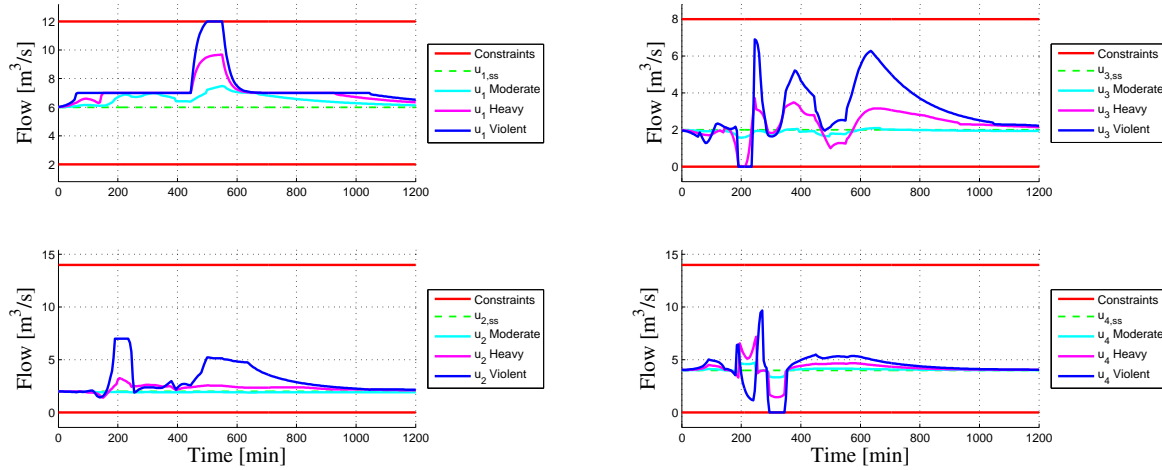 Flow [m³/s]
12
10
8
6
4
2
0 200 400 600 800 1000 1200
Constraints
u1,ss
u1 Moderate
u1 Heavy
u1 Violent
Flow [m³/s]
8
6
4
2
0
0 200 400 600 800 1000 1200
Constraints
u3,ss
u3 Moderate
u3 Heavy
u3 Violent
Flow [m³/s]
15
10
5
0
0 200 400 600 800 1000 1200
Time [min]
Constraints
u2,ss
u2 Moderate
u2 Heavy
u2 Violent
Flow [m³/s]
15
10
5
0
0 200 400 600 800 1000 1200
Time [min]
Constraints
u4,ss
u4 Moderate
u4 Heavy
u4 Violent